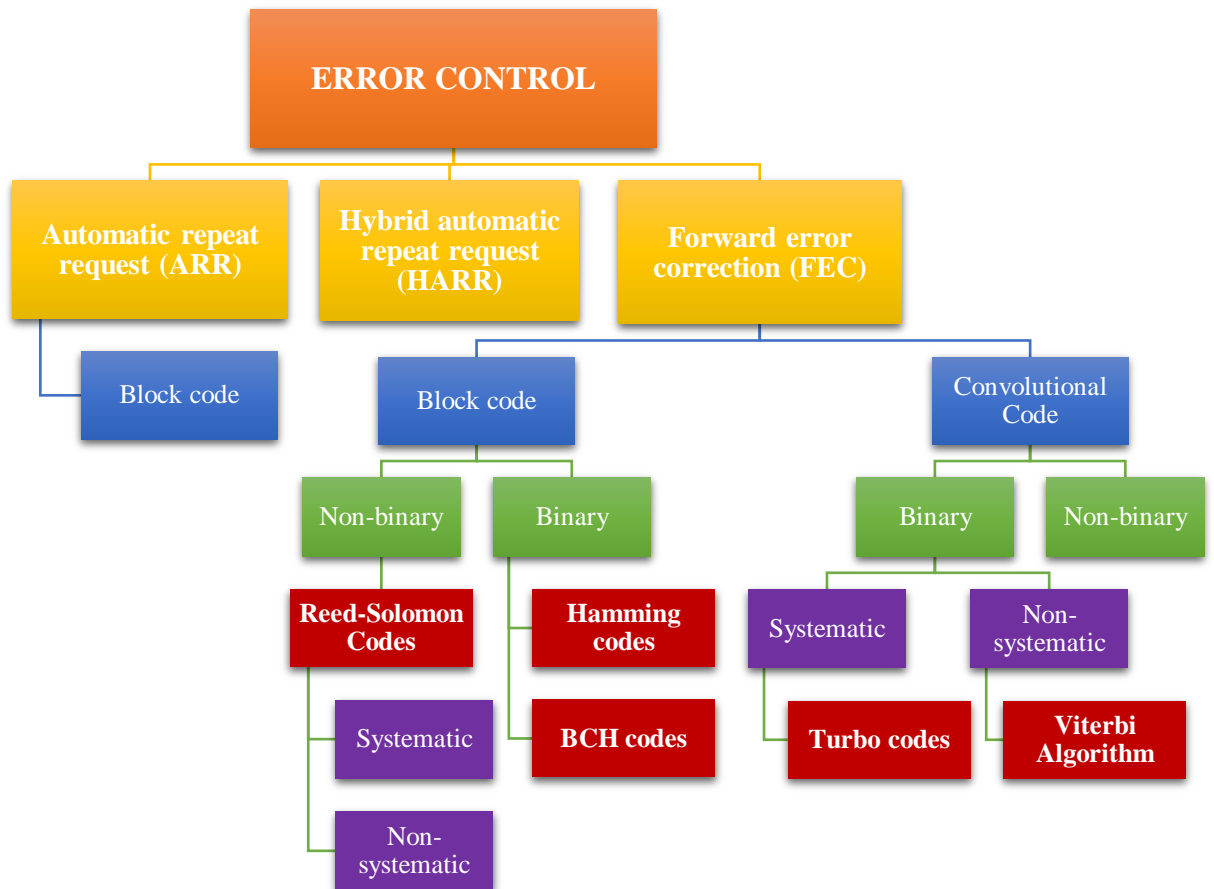 ERROR CONTROL
Automatic repeat
request (ARR)
Hybrid automatic
repeat request
(HARR)
Forward error
correction (FEC)
Block code
Block code
Convolutional
Code
Non-binary
Binary
Binary
Non-binary
Reed-Solomon
Codes
Hamming
codes
Systematic
Non-
systematic
Systematic
BCH codes
Turbo codes
Viterbi
Algorithm
Non-
systematic